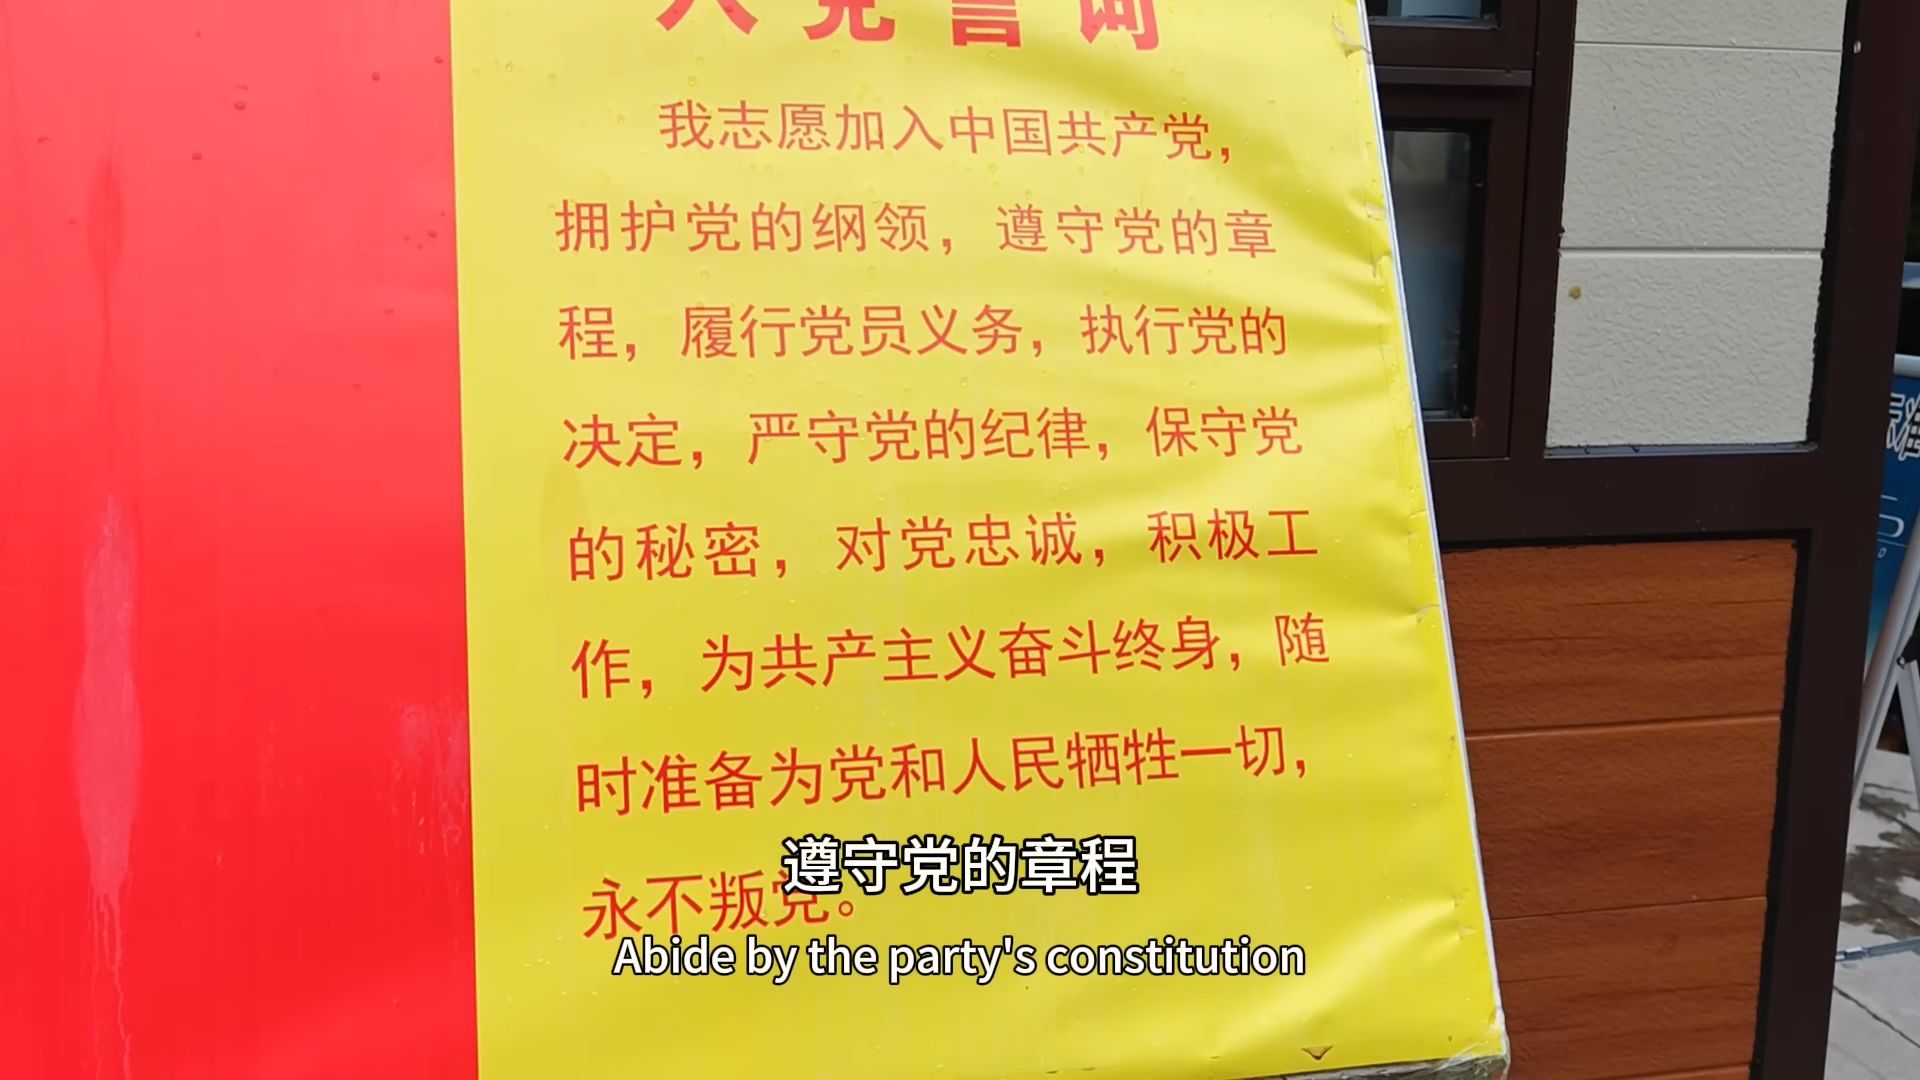 入党誓词
我志愿加入中国共产党，
拥护党的纲领，遵守党的章
程，履行党员义务，执行党的
决定，严守党的纪律，保守党
的秘密，对党忠诚，积极工
作，为共产主义奋斗终身，随
时准备为党和人民牺牲一切，
永不叛党。
遵守党的章程
Abide by the party's constitution